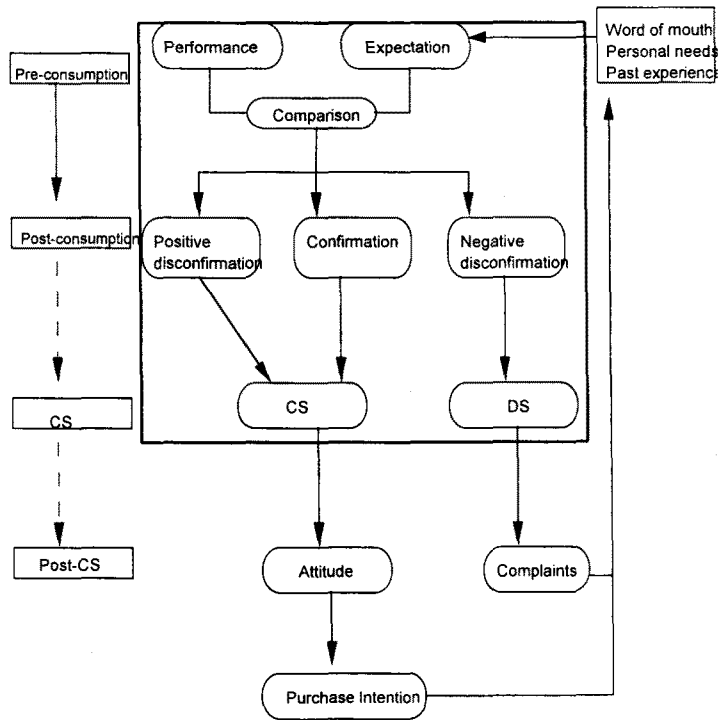 Performance
Expectation
Word of mouth
Personal needs
Past experience
Pre-consumption
Comparison
Post-consumption
Positive
disconfirmation
Confirmation
Negative
disconfirmation
CS
CS
DS
Post-CS
Attitude
Complaints
Purchase Intention